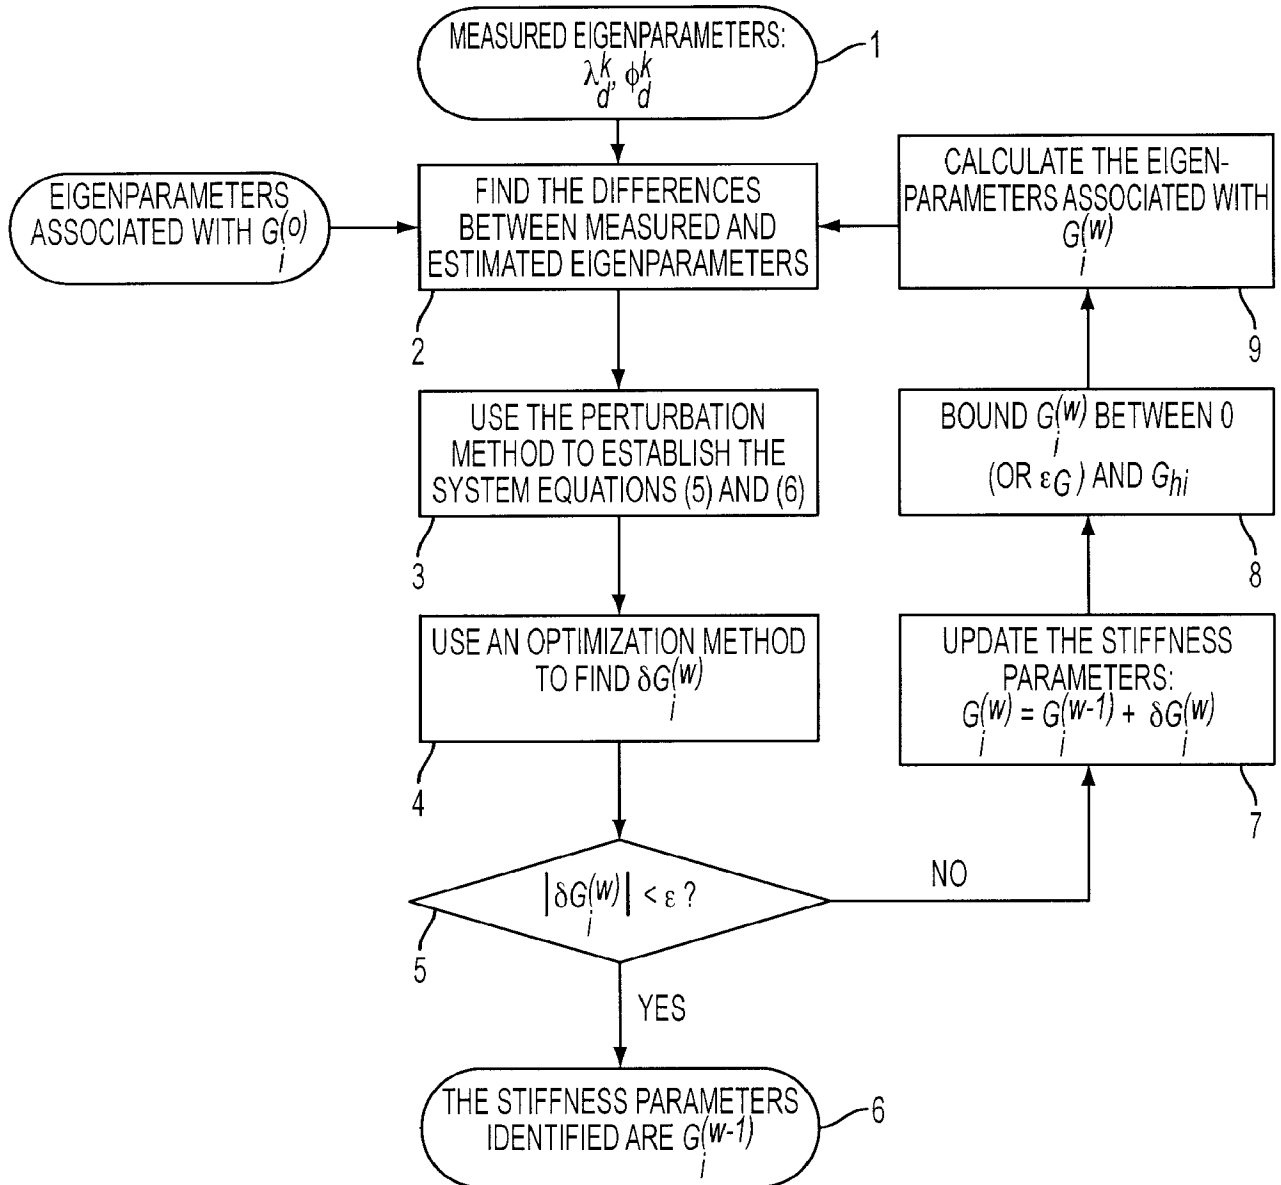 MEASURED EIGENPARAMETERS:
λ_d^k, ϕ_d^k
1
EIGENPARAMETERS
ASSOCIATED WITH G_i^(o)
FIND THE DIFFERENCES
BETWEEN MEASURED AND
ESTIMATED EIGENPARAMETERS
2
CALCULATE THE EIGEN-
PARAMETERS ASSOCIATED WITH
G_i^(w)
9
USE THE PERTURBATION
METHOD TO ESTABLISH THE
SYSTEM EQUATIONS (5) AND (6)
3
BOUND G_i^(w) BETWEEN 0
(OR εG) AND G_hi
8
USE AN OPTIMIZATION METHOD
TO FIND δG_i^(w)
4
UPDATE THE STIFFNESS
PARAMETERS:
G_i^(w) = G_i^(w-1) + δG_i^(w)
7
|δG_i^(w)| < ε ?
5
NO
YES
THE STIFFNESS PARAMETERS
IDENTIFIED ARE G_i^(w-1)
6